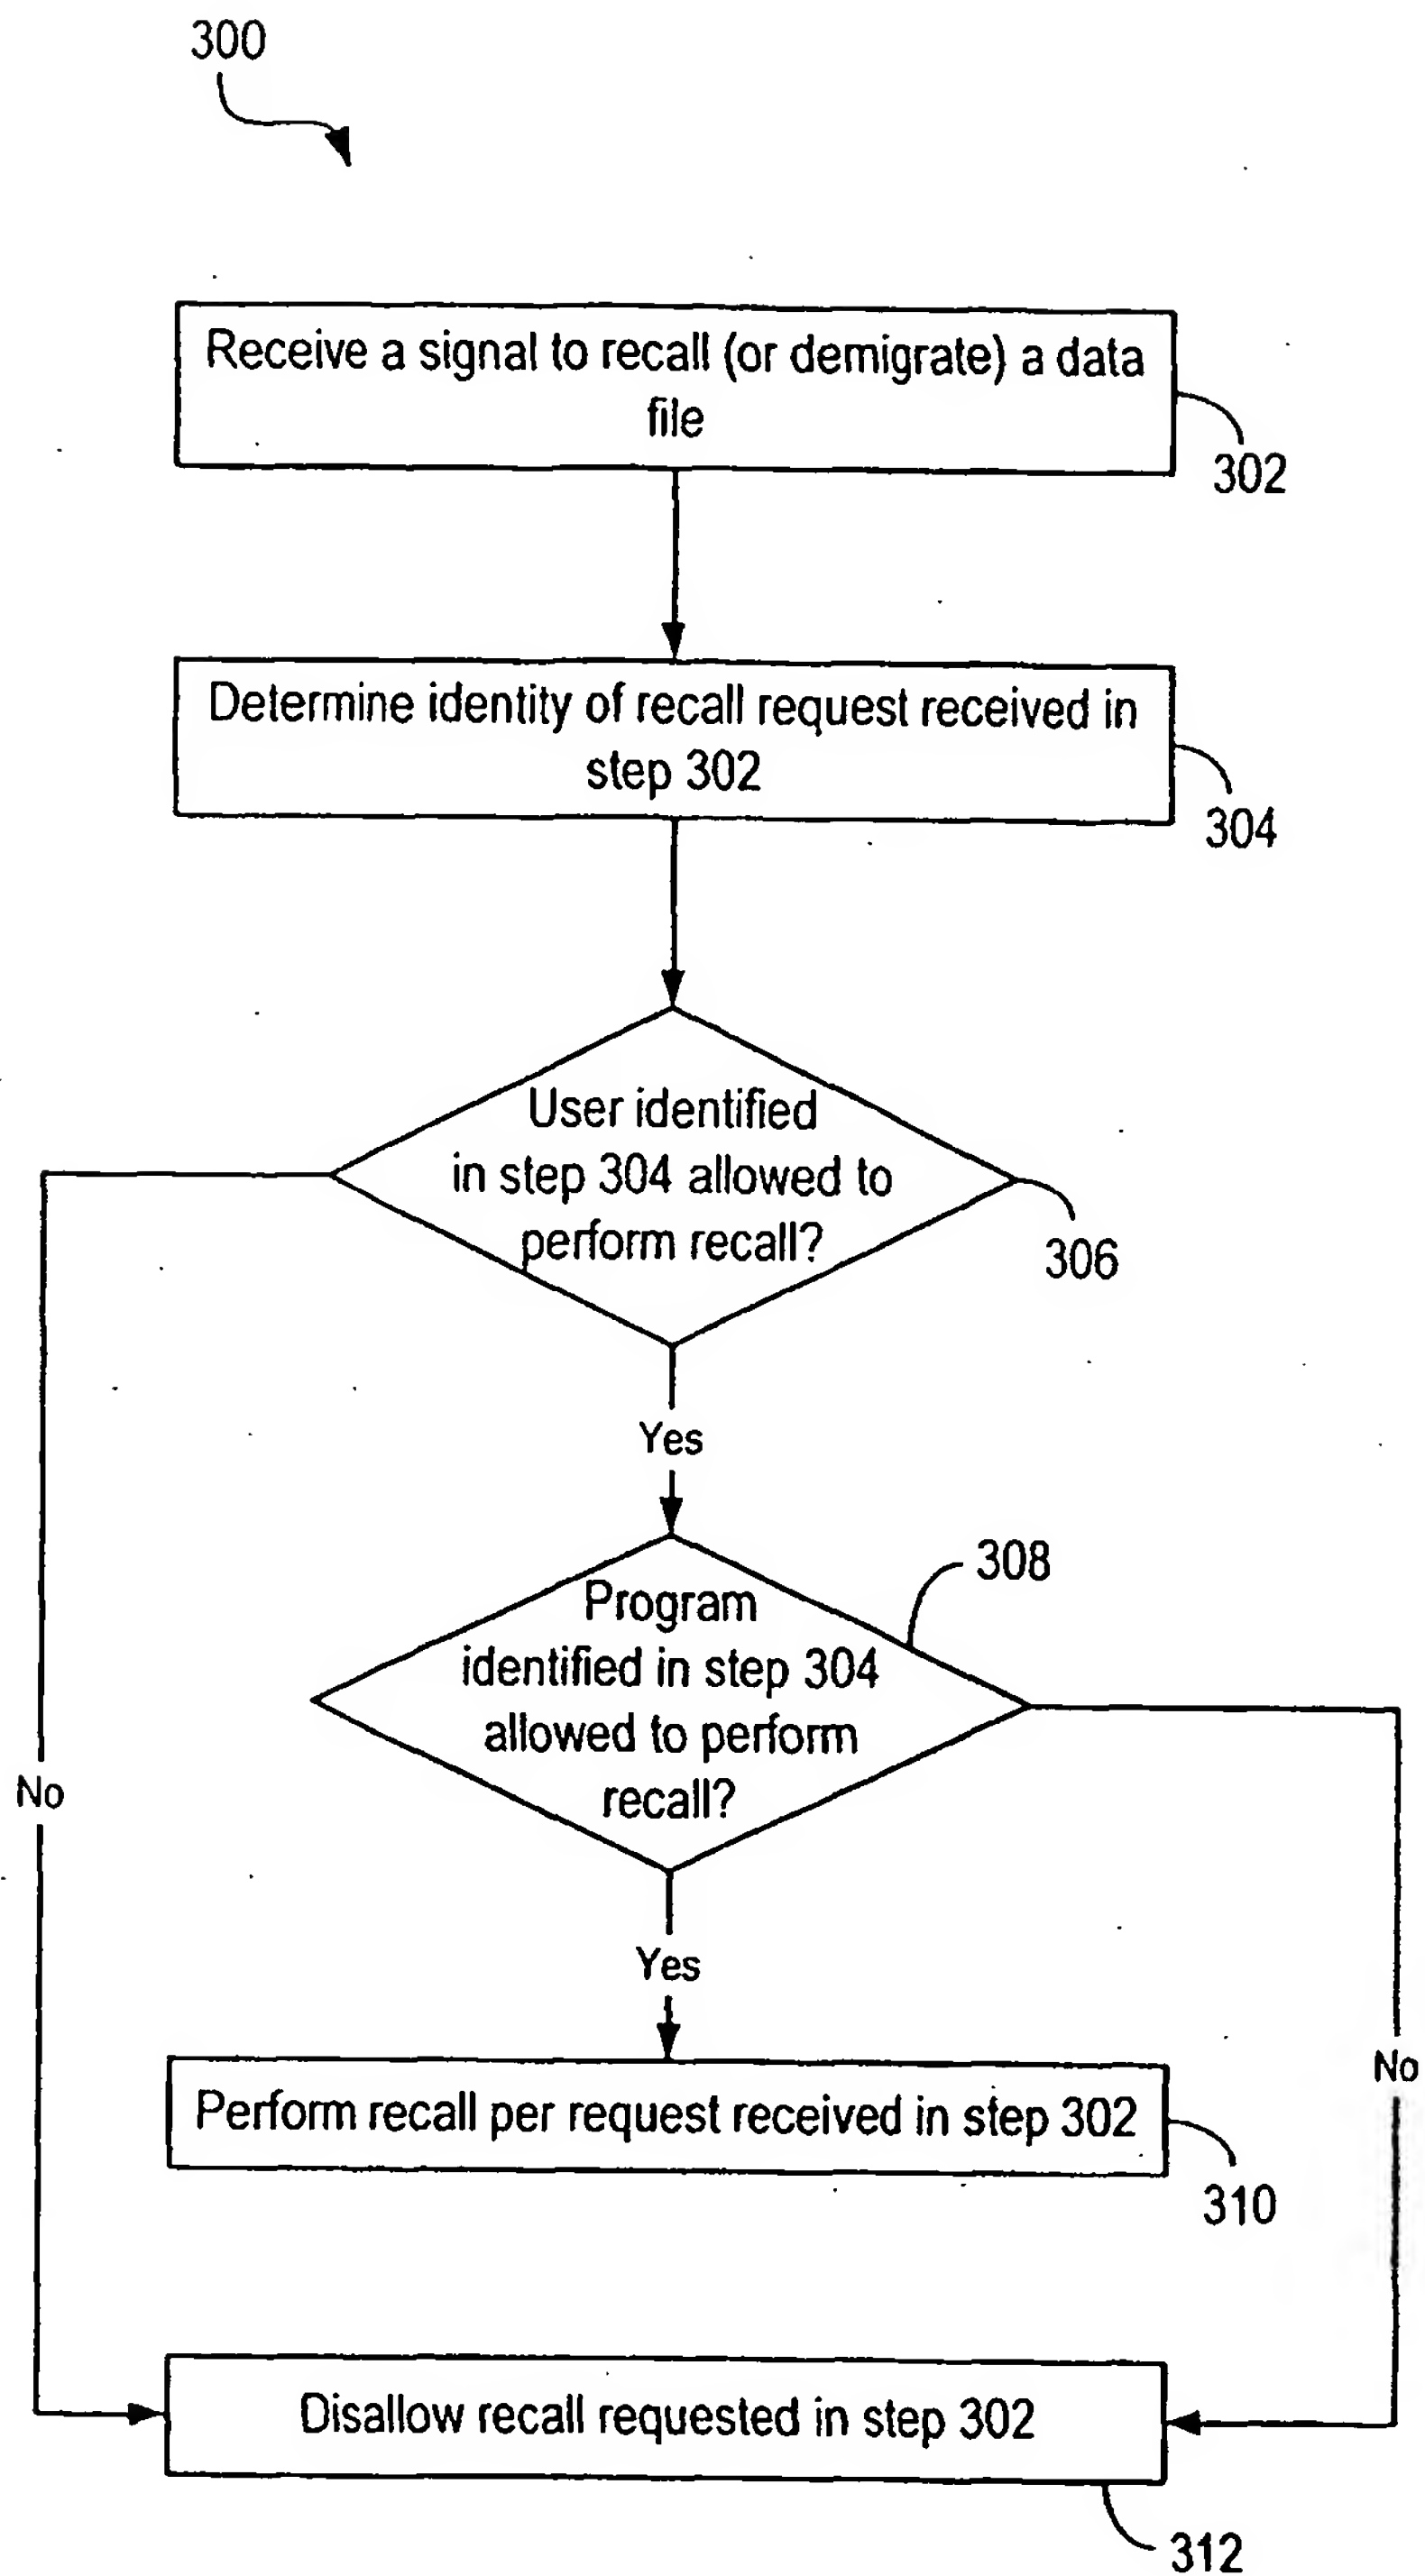 300
Receive a signal to recall (or demigrate) a data
file
302
Determine identity of recall request received in
step 302
304
User identified
in step 304 allowed to
perform recall?
306
Yes
308
Program
identified in step 304
allowed to perform
recall?
No
Yes
No
Perform recall per request received in step 302
310
Disallow recall requested in step 302
312